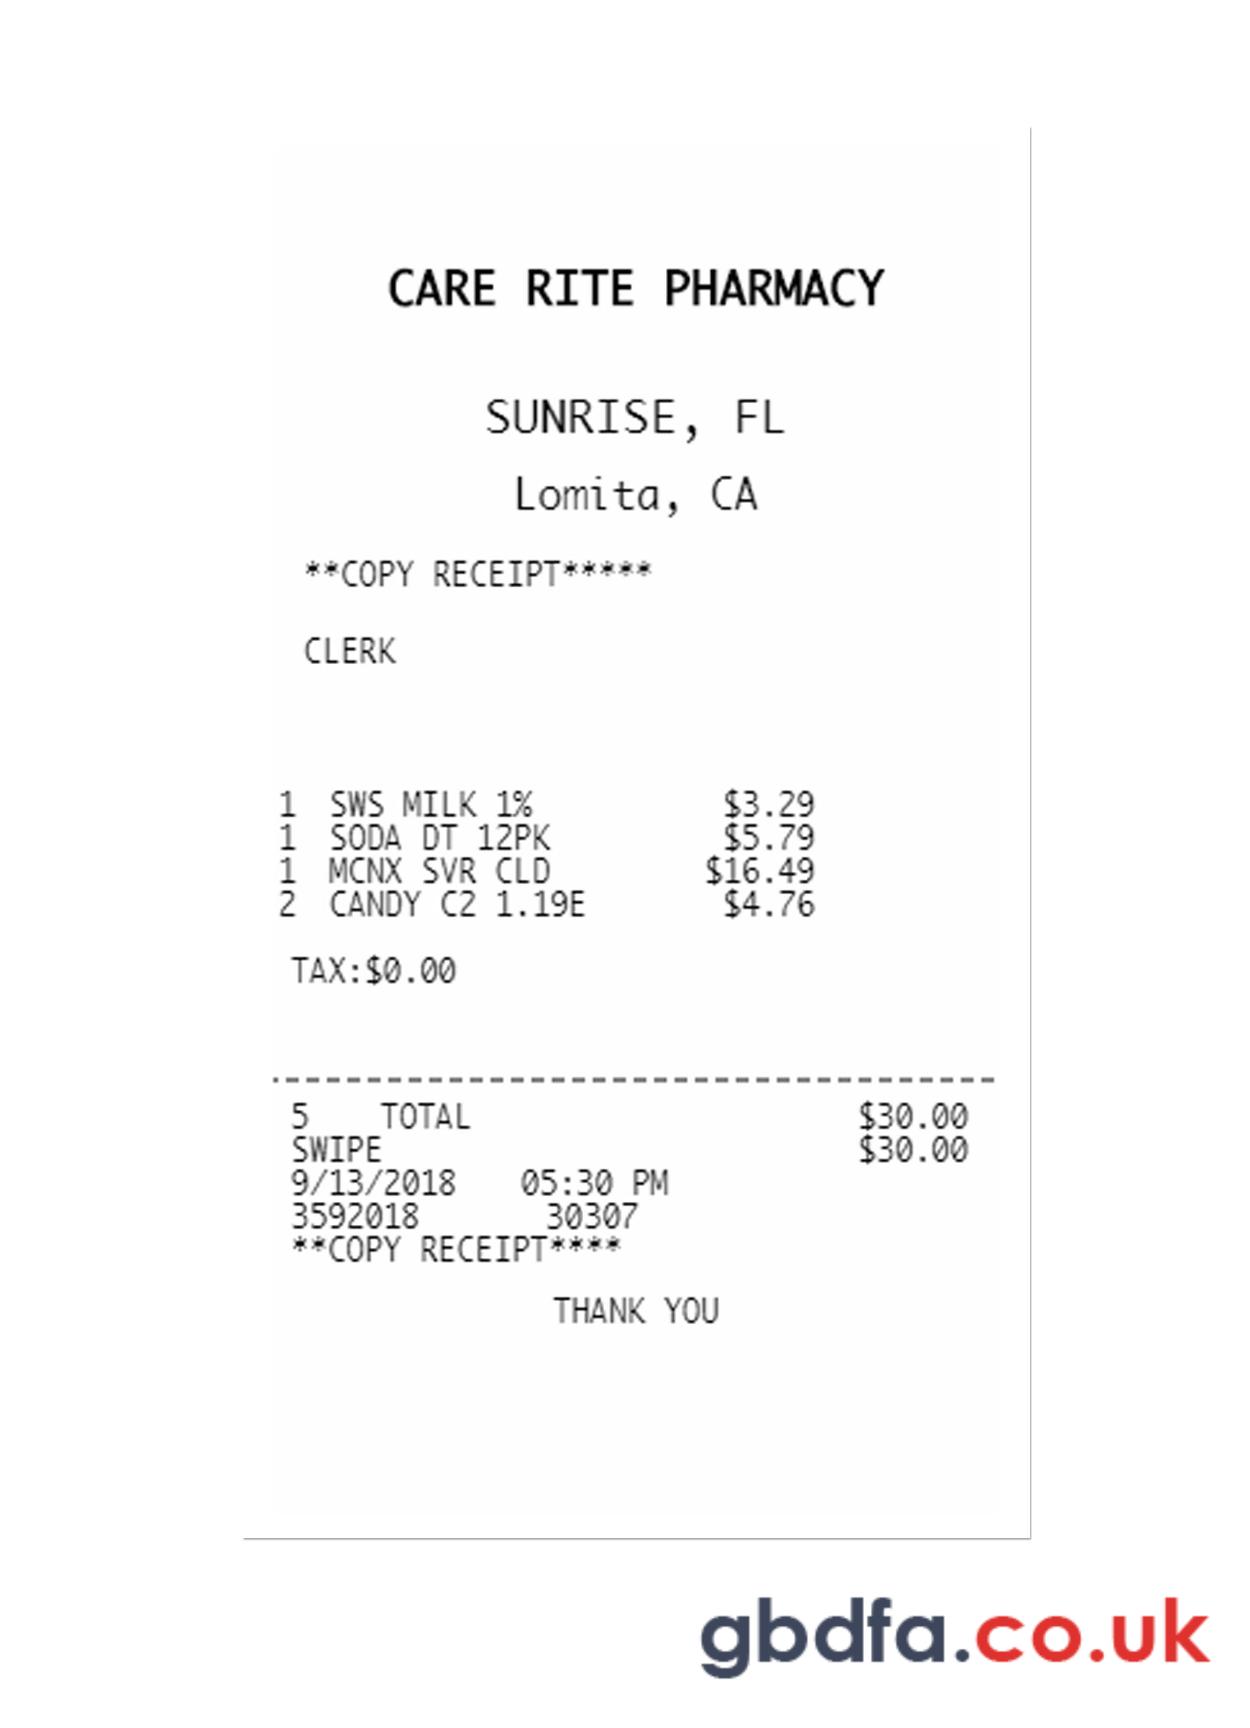 CARE RITE PHARMACY
SUNRISE, FL
Lomita, CA
**COPY RECEIPT*****
CLERK
1 SWS MILK 1% $3.29
1 SODA DT 12PK $5.79
1 MCNX SVR CLD $16.49
2 CANDY C2 1.19E $4.76
TAX:$0.00
5 TOTAL $30.00
SWIPE $30.00
9/13/2018 05:30 PM
3592018 30307
**COPY RECEIPT****
THANK YOU
gbdfa.co.uk